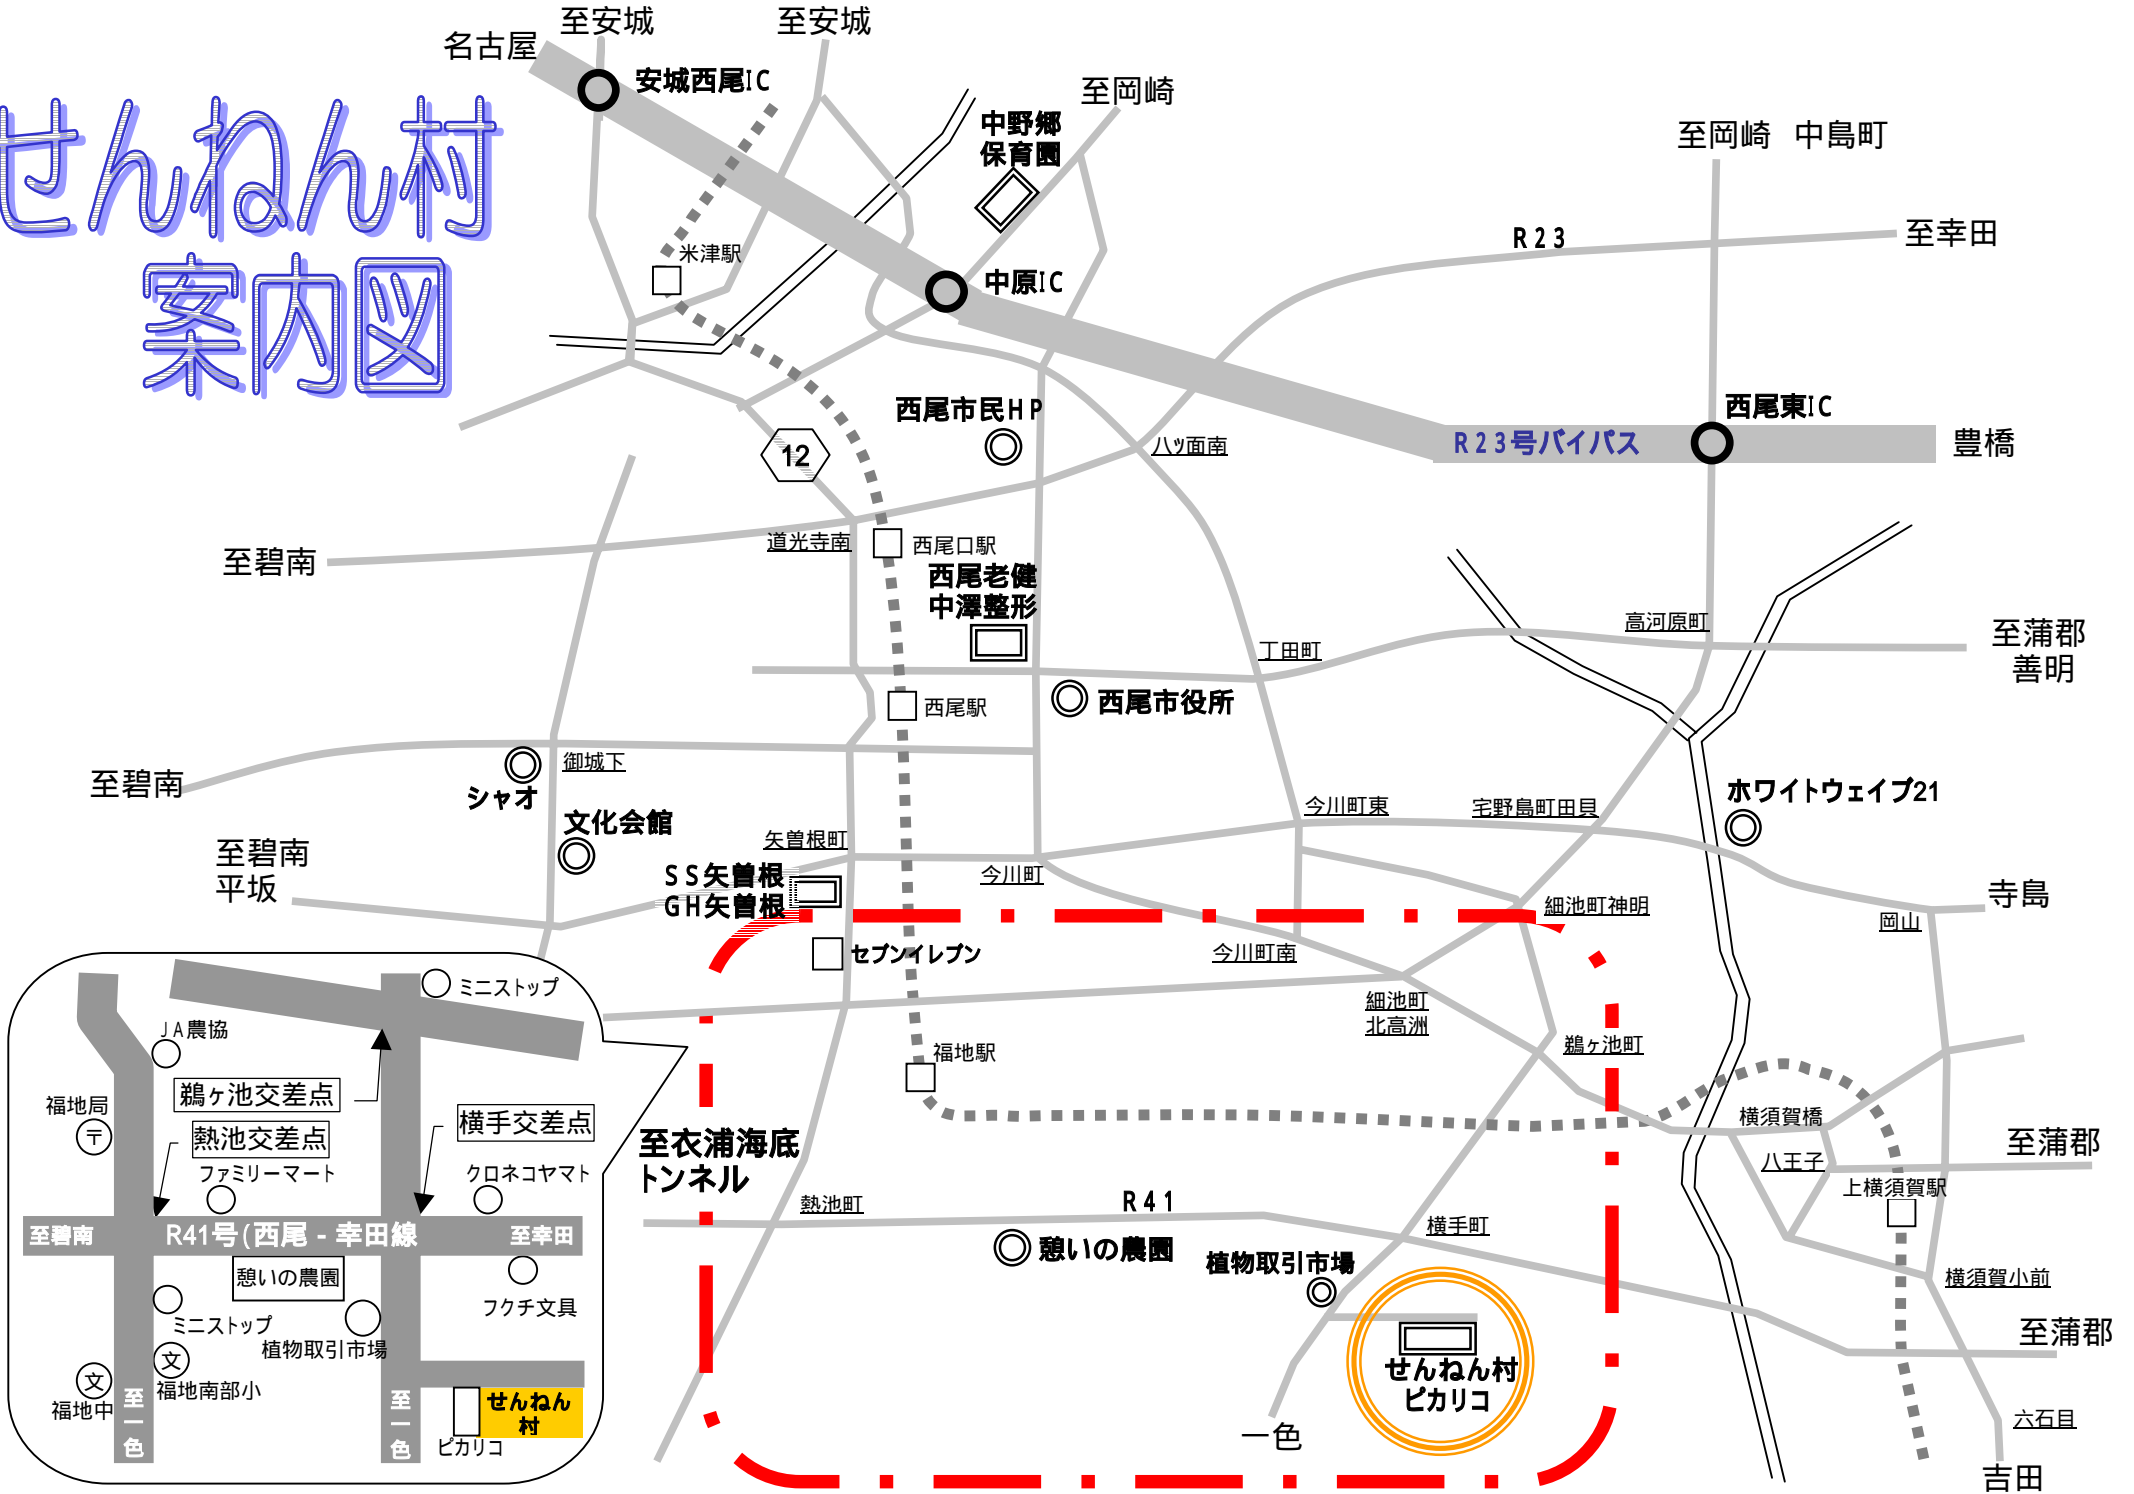 せんねん村
案内図
名古屋
至安城
至安城
安城西尾IC
至岡崎
中野郷
保育園
至岡崎 中島町
R23
至幸田
米津駅
中原IC
西尾市民HP
八ッ面南
西尾東IC
R23号バイパス
豊橋
12
道光寺南
西尾口駅
至碧南
西尾老健
中澤整形
高河原町
丁田町
至蒲郡
善明
西尾駅
西尾市役所
至碧南
シャオ
御城下
文化会館
今川町東
宅野島町田貝
ホワイトウェイブ21
矢曽根町
至碧南
平坂
SS矢曽根
GH矢曽根
今川町
細池町神明
寺島
岡山
セブンイレブン
今川町南
細池町
北高洲
鵜ヶ池町
福地駅
横須賀橋
至衣浦海底
トンネル
八王子
至蒲郡
上横須賀駅
熱池町
R41
横手町
憩いの農園
植物取引市場
横須賀小前
至蒲郡
せんねん村
ピカリコ
一色
六石目
吉田
ミニストップ
JA農協
鵜ヶ池交差点
福地局
〒
熱池交差点
横手交差点
ファミリーマート
クロネコヤマト
至碧南
R41号(西尾-幸田線
至幸田
憩いの農園
フクチ文具
ミニストップ
植物取引市場
文
文
福地中
福地南部小
至一色
至一色
せんねん
村
ピカリコ